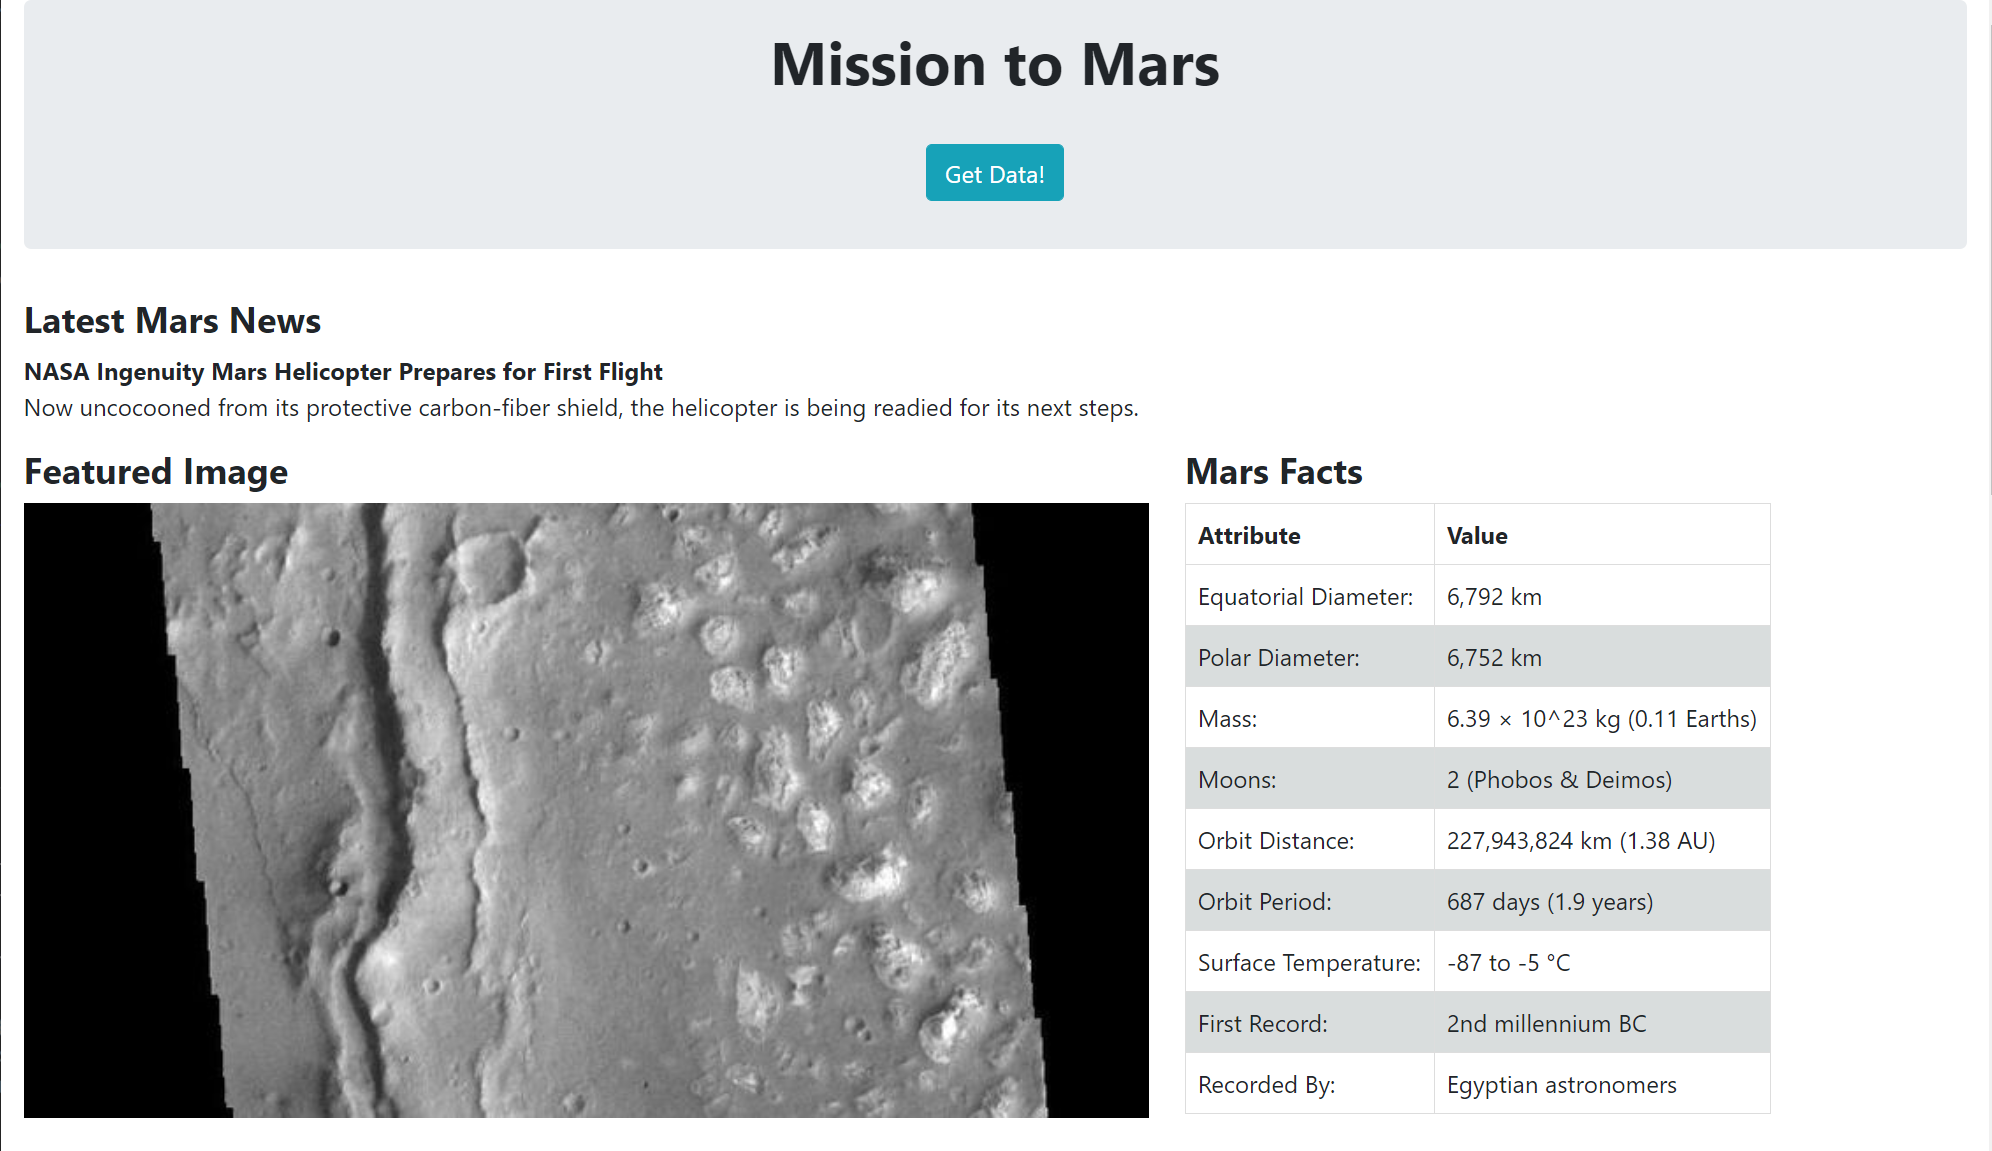 Mission to Mars
Get Data!
Latest Mars News
NASA Ingenuity Mars Helicopter Prepares for First Flight
Now uncocooned from its protective carbon-fiber shield, the helicopter is being readied for its next steps.
Featured Image
Mars Facts
Attribute Value
Equatorial Diameter: 6,792 km
Polar Diameter: 6,752 km
Mass: 6.39 × 10^23 kg (0.11 Earths)
Moons: 2 (Phobos & Deimos)
Orbit Distance: 227,943,824 km (1.38 AU)
Orbit Period: 687 days (1.9 years)
Surface Temperature: -87 to -5 °C
First Record: 2nd millennium BC
Recorded By: Egyptian astronomers